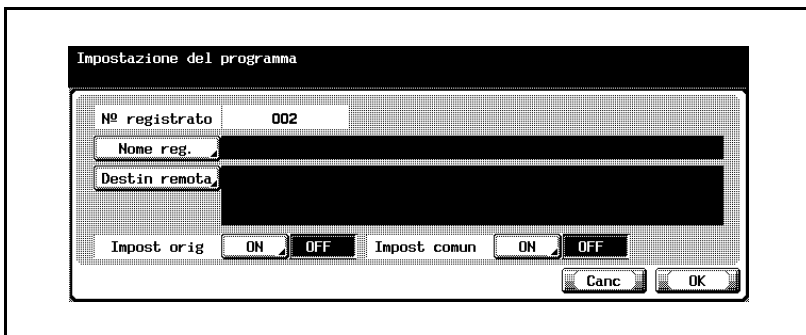 Impostazione del programma
Nº registrato 002
Nome reg.
Destin remota
Impost orig ON OFF Impost comun ON OFF
Canc OK